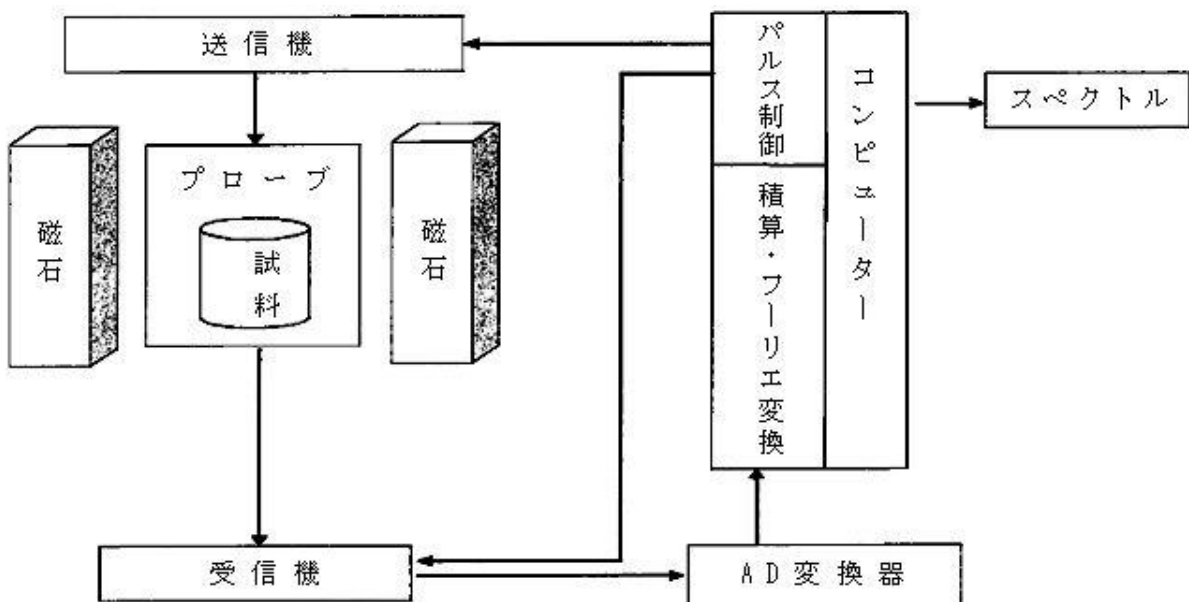 送信機
パルス制御
コンピューター
スペクトル
磁石
プローブ
試料
磁石
積算・フーリエ変換
受信機
AD変換器